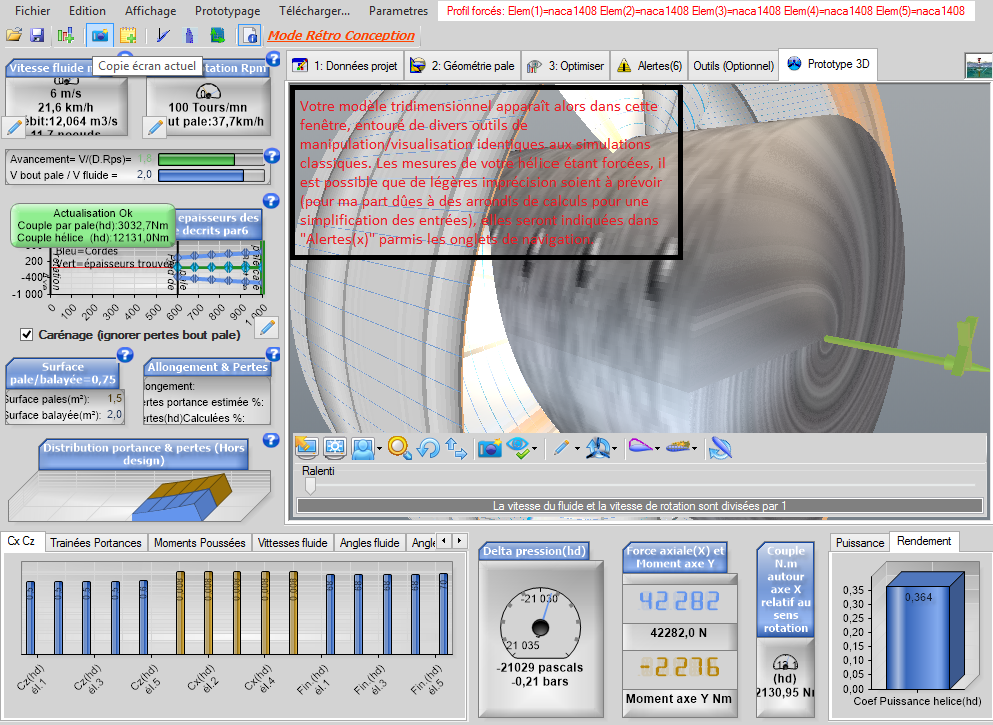 Fichier Edition Affichage Prototypage Télécharger... Parametres
Profil forcés: Elem(1)=naca1408 Elem(2)=naca1408 Elem(3)=naca1408 Elem(4)=naca1408 Elem(5)=naca1408
Mode Rétro Conception
Copie écran actuel
Vitesse fluide
tation Rpm
6 m/s
21,6 km/h
ébit:12,064 m3/s
11,7 noeuds
100 Tours/mn
ut pale:37,7km/h
1: Données projet
2: Géométrie pale
3: Optimiser
Alertes(6)
Outils (Optionnel)
Prototype 3D
Avancement= V/(D.Rps)=
V bout pale / V fluide = 2,0
Actualisation Ok
Couple par pale(hd):3032,7Nm
Couple hélice (hd):12131,0Nm
epaisseurs des
decrits par6
Bleu=Cordes
Vert=épaisseurs trouvée
200
-400
-1 000
0 100 200 300 400 500 600 700 800 900 1 000
Carénage (ignorer pertes bout pale)
Surface
pale/balayée=0,75
Surface pales(m²): 1,5
Surface balayée(m²): 2,0
Allongement & Pertes
longement:
ertes portance estimée %:
ertes(hd)Calculées %:
Distribution portance & pertes (Hors
design)
Votre modèle tridimensionnel apparaît alors dans cette
fenêtre, entoure de divers outils de
manipulation/visualisation identiques aux simulations
classiques. Les mesures de votre hélice étant forcées, il
est possible que de légères imprécision soient à prévoir
(pour ma part dûes à des arrondis de calculs pour une
simplification des entrées), elles seront indiquées dans
"Alertes(x)" parmis les onglets de navigation.
Ralenti
La vitesse du fluide et la vitesse de rotation sont divisées par 1
Cx Cz
Trainées Portances
Moments Poussées
Vittesses fluide
Angles fluide
Angle
Cz(hd) él.1
Cz(hd) él.3
Cz(hd) él.5
Cx(hd) él.2
Cx(hd) él.4
Fin.(hd) él.1
Fin.(hd) él.3
Fin.(hd) él.5
Delta pression(hd)
-21 030
21 035
-21029 pascals
-0,21 bars
Force axiale(X) et
Moment axe Y
42282
42282,0 N
-2276
Moment axe Y Nm
Couple
N.m
autour
axe X
relatif au
sens
rotation
(hd)
2130,95 N
Puissance
Rendement
0,364
0,35
0,30
0,25
0,20
0,15
0,10
0,05
0,00
Coef Puissance helice(hd)